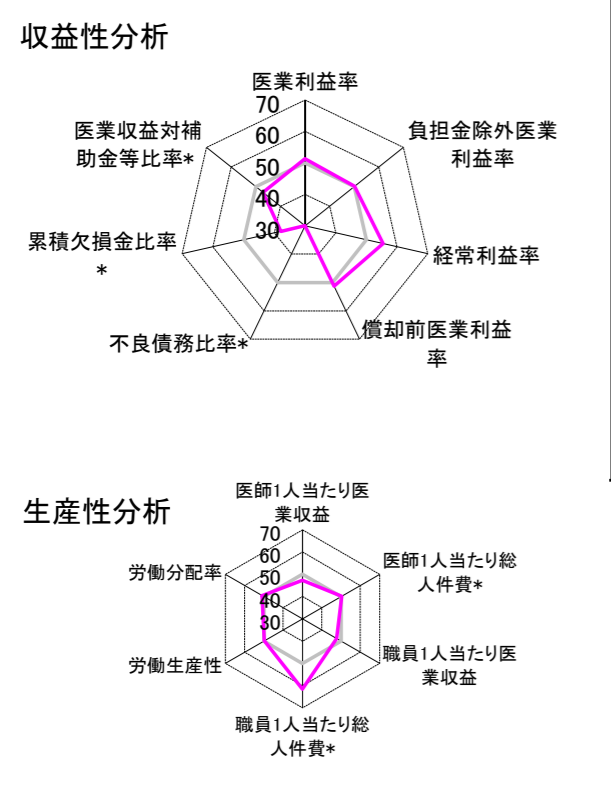 収益性分析
医業利益率
70
60
50
40
30
負担金除外医業
利益率
経常利益率
償却前医業利益
率
不良債務比率*
累積欠損金比率
*
医業収益対補
助金等比率*
生産性分析
医師1人当たり医
業収益
70
60
50
40
30
医師1人当たり総
人件費*
職員1人当たり医
業収益
職員1人当たり総
人件費*
労働生産性
労働分配率